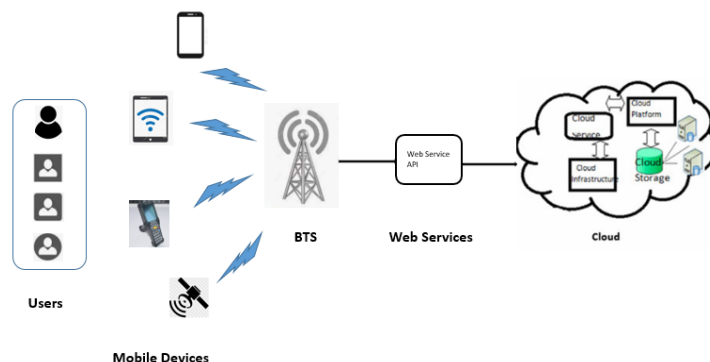 Users
Mobile Devices
BTS
Web Service
API
Web Services
Cloud
Service
Cloud
Platform
Cloud
Infrastructure
Cloud
Storage
Cloud